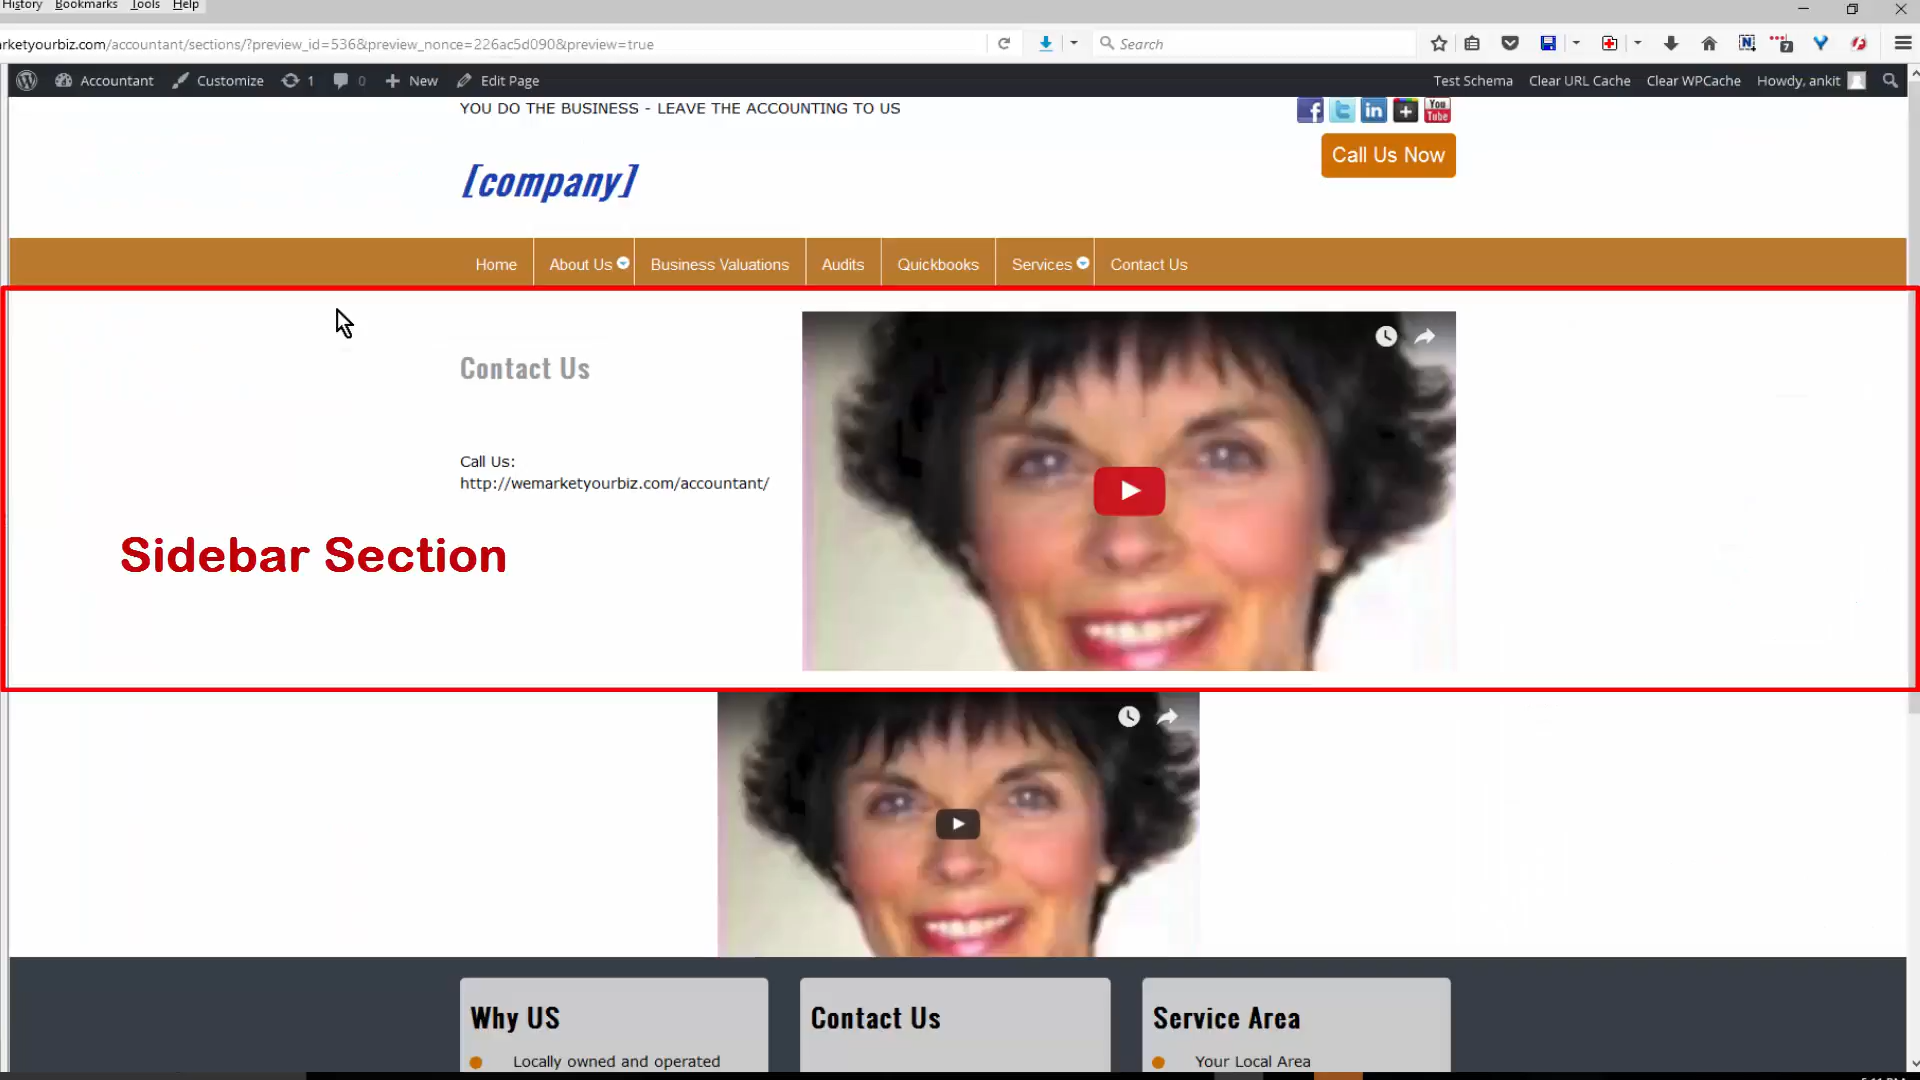 History Bookmarks Tools Help
rketyourbiz.com/accountant/sections/?preview_id=536&preview_nonce=226ac5d090&preview=true
Search
7
Accountant Customize 1 0 New Edit Page Test Schema Clear URL Cache Clear WPCache Howdy, ankit
YOU DO THE BUSINESS - LEAVE THE ACCOUNTING TO US
You Tube
Call Us Now
[company]
Home About Us Business Valuations Audits Quickbooks Services Contact Us
Contact Us
Call Us:
http://wemarketyourbiz.com/accountant/
Sidebar Section
Why US
Locally owned and operated
Contact Us
Service Area
Your Local Area